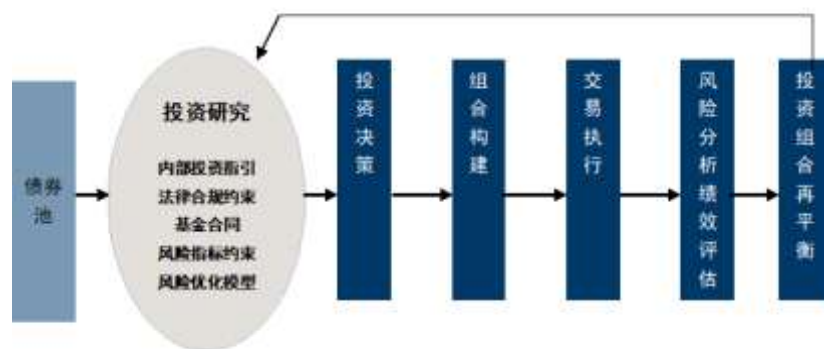 债券
池
投资研究
内部投资指引
法律合规约束
基金合同
风险指标约束
风险优化模型
投资决策
组合构建
交易执行
风险分析绩效评估
投资组合再平衡